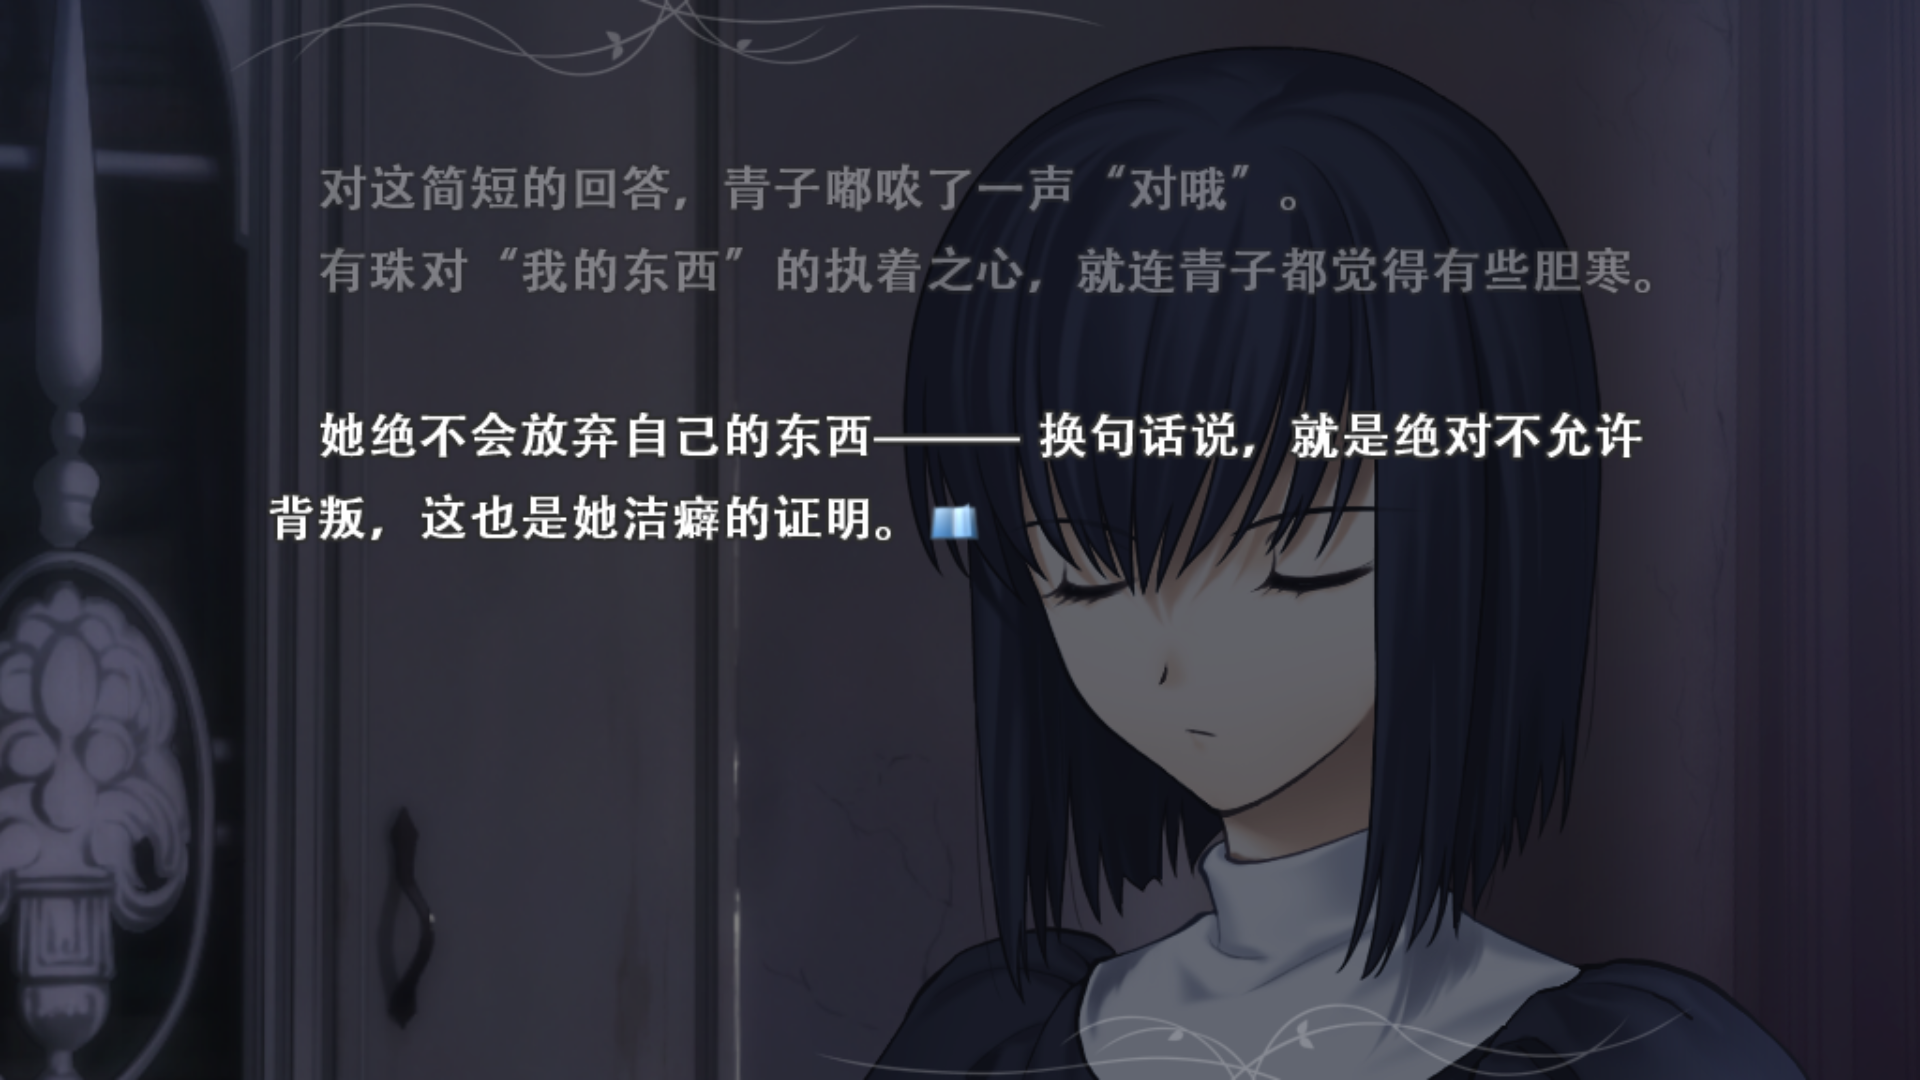 对这简短的回答，青子嘟哝了一声“对哦”。
有珠对“我的东西”的执着之心，就连青子都觉得有些胆寒。
她绝不会放弃自己的东西———换句话说，就是绝对不允许
背叛，这也是她洁癖的证明。